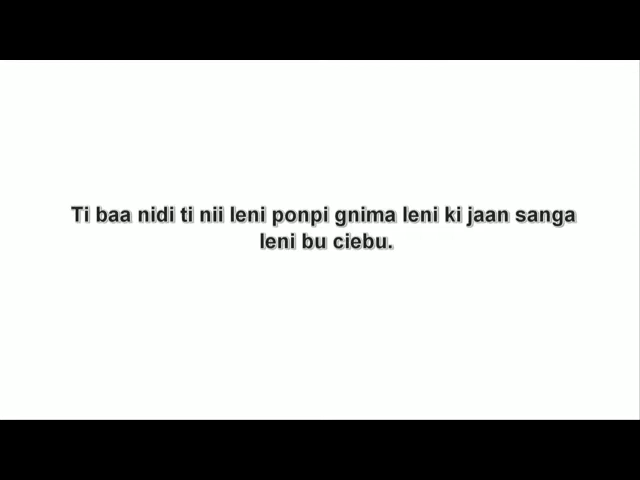 Ti baa nidi ti nii leni ponpi gnima leni ki jaan sanga
leni bu ciebu.